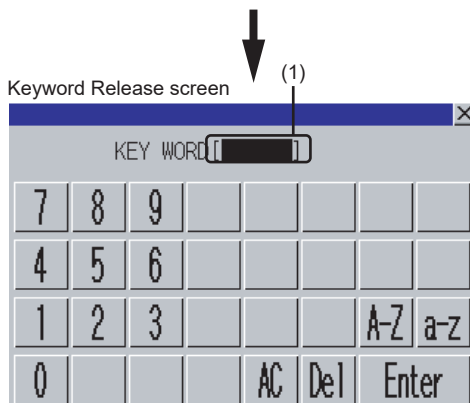 (1)
Keyword Release screen
KEY WORD [ ]
7 8 9
4 5 6
1 2 3 A-Z a-z
0 AC Del Enter